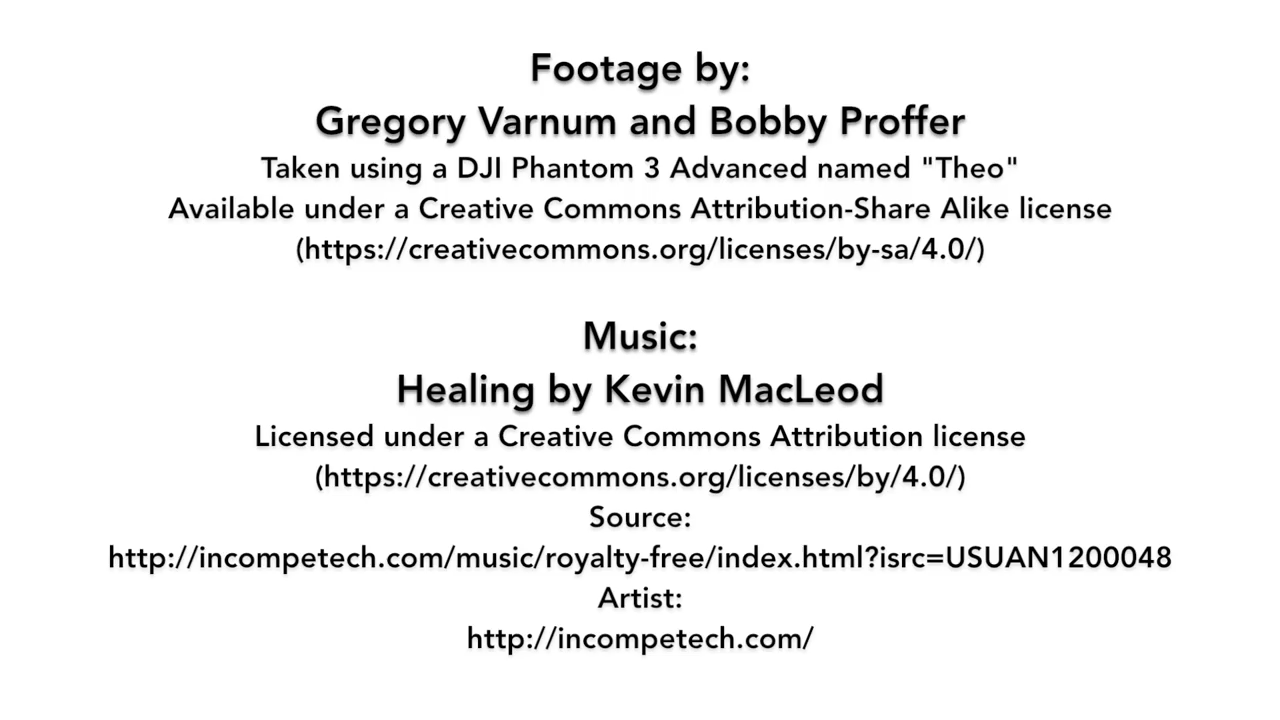 Footage by:
Gregory Varnum and Bobby Proffer
Taken using a DJI Phantom 3 Advanced named "Theo"
Available under a Creative Commons Attribution-Share Alike license
(https://creativecommons.org/licenses/by-sa/4.0/)
Music:
Healing by Kevin MacLeod
Licensed under a Creative Commons Attribution license
(https://creativecommons.org/licenses/by/4.0/)
Source:
http://incompetech.com/music/royalty-free/index.html?isrc=USUAN1200048
Artist:
http://incompetech.com/